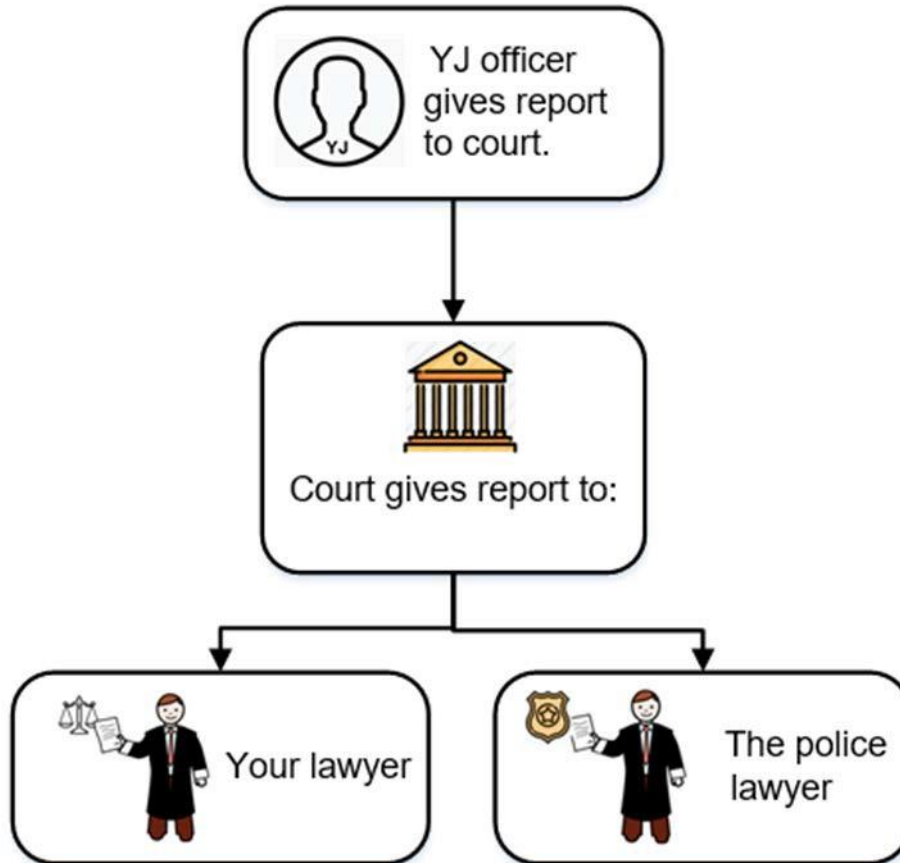 YJ officer
gives report
to court.
YJ
Court gives report to:
Your lawyer
The police
lawyer